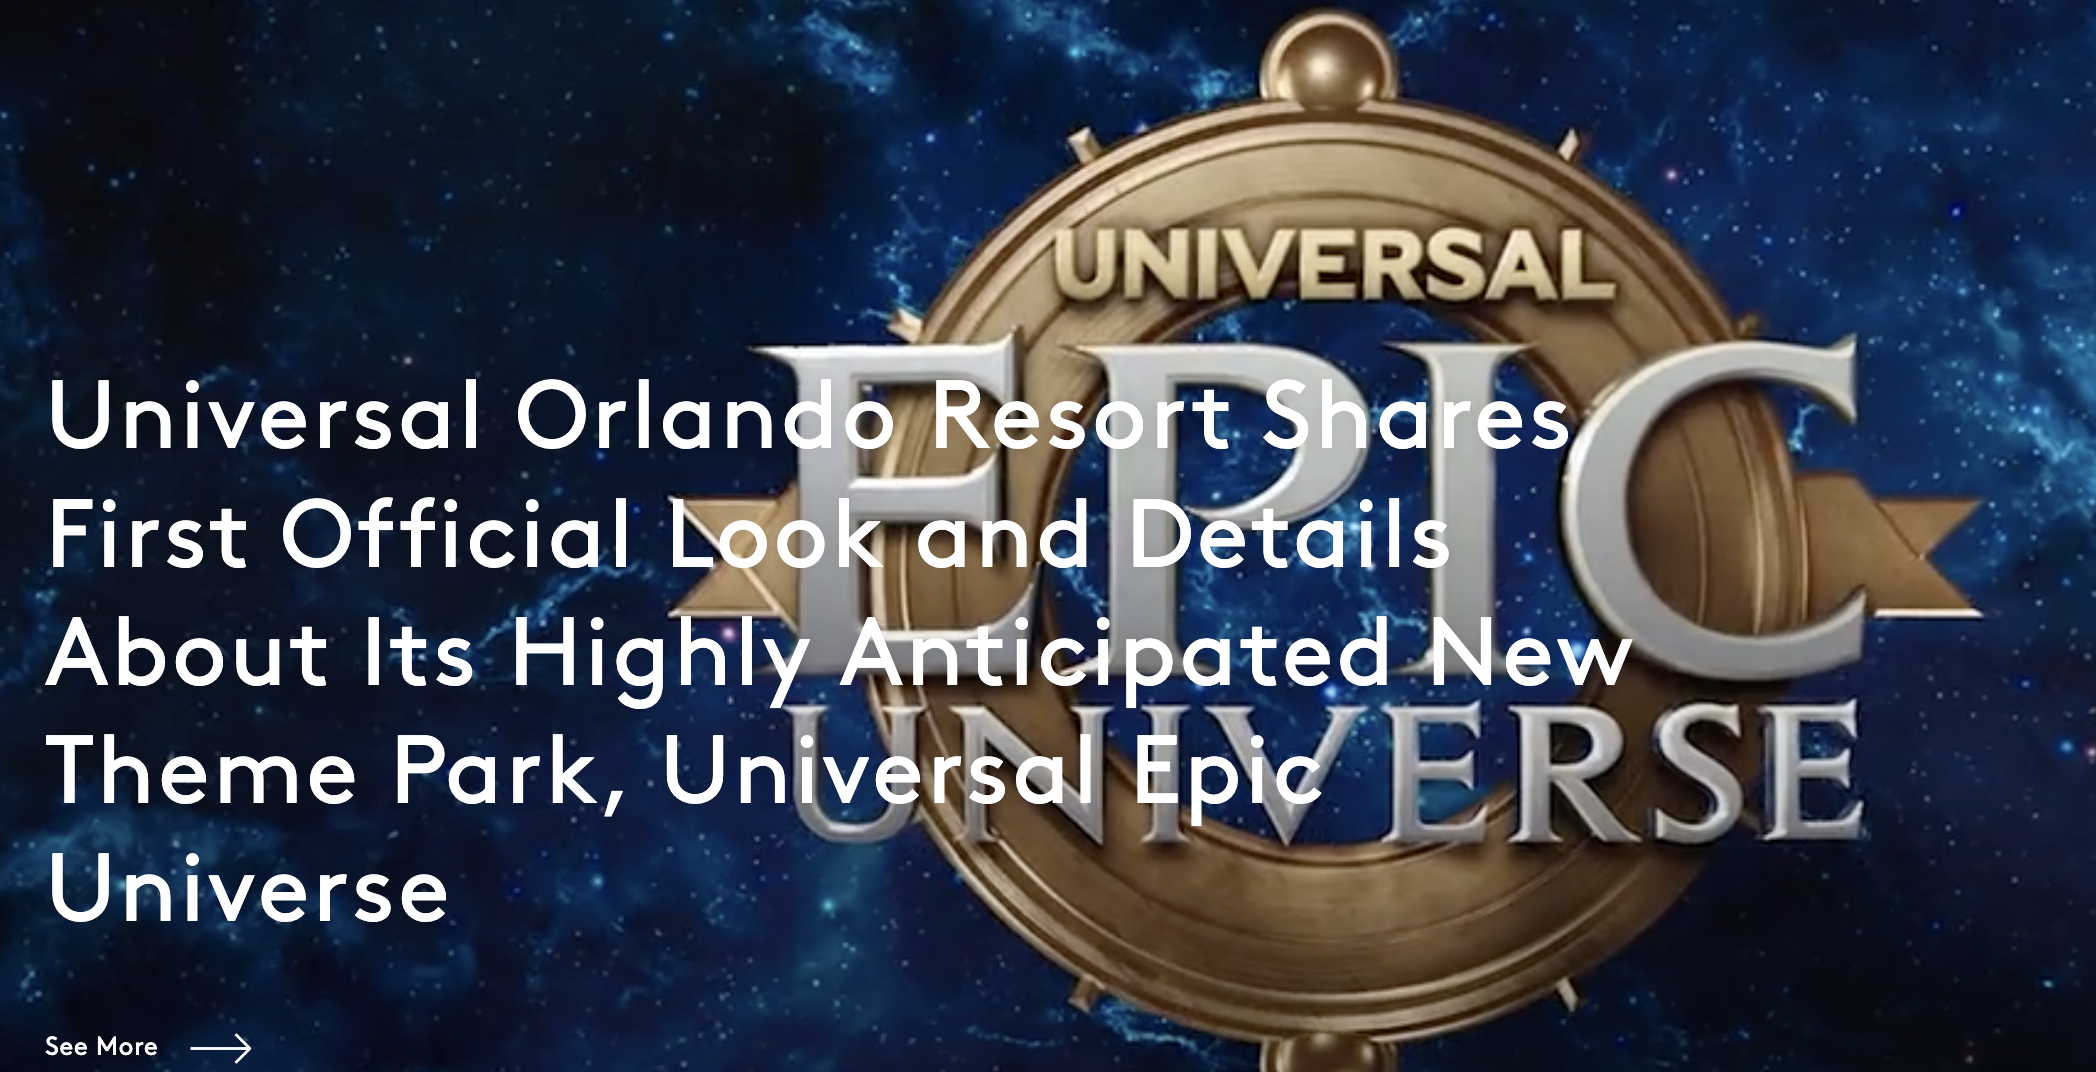 UNIVERSAL
EPIC
UNIVERSE
Universal Orlando Resort Shares
First Official Look and Details
About Its Highly Anticipated New
Theme Park, Universal Epic
Universe
See More